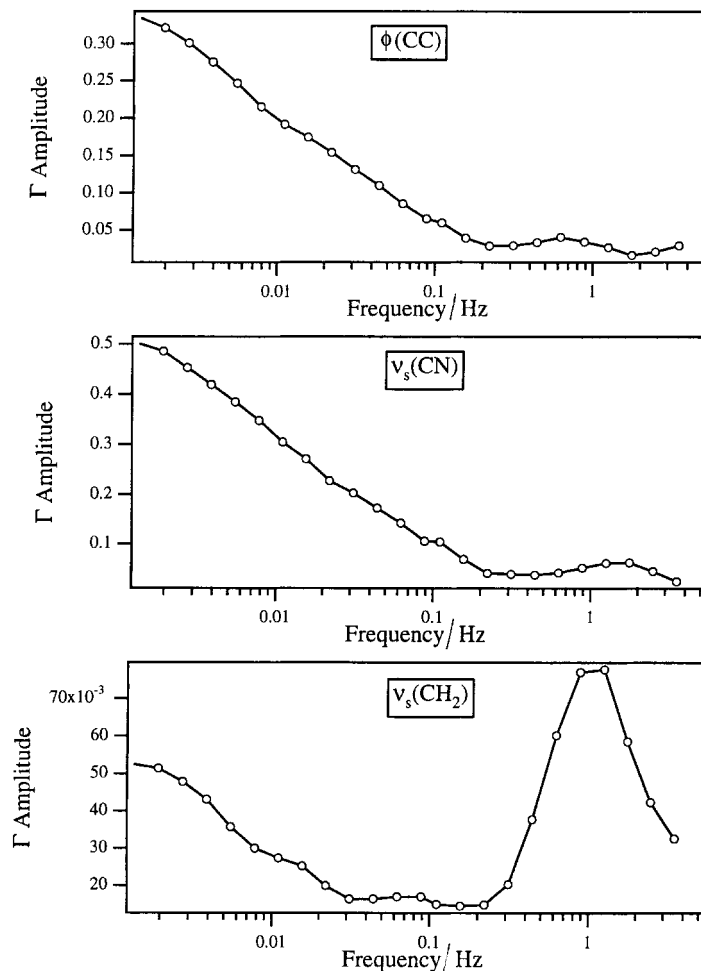 ϕ(CC)
0.30
0.25
0.20
0.15
0.10
0.05
Γ Amplitude
0.01 0.1 1
Frequency/Hz
ν_s(CN)
0.5
0.4
0.3
0.2
0.1
Γ Amplitude
0.01 0.1 1
Frequency/Hz
ν_s(CH₂)
70x10⁻³
60
50
40
30
20
Γ Amplitude
0.01 0.1 1
Frequency/Hz